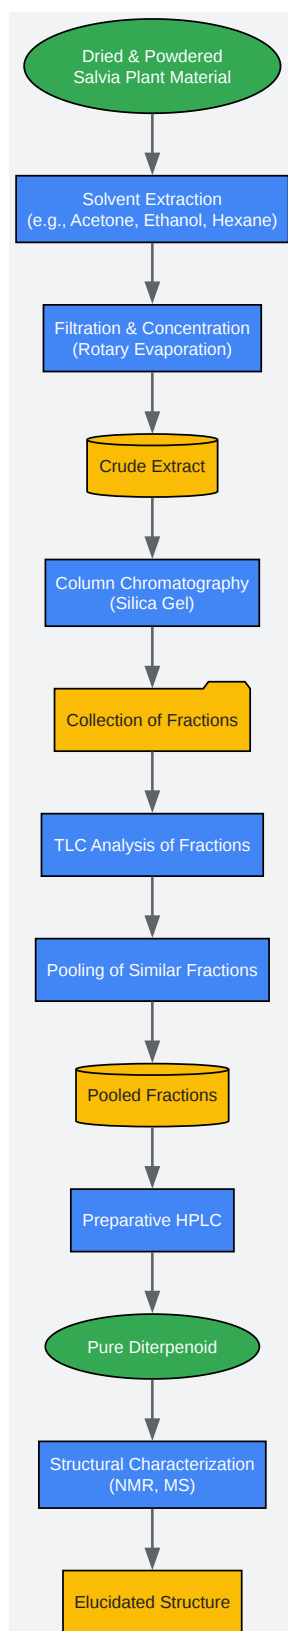 Dried & Powdered
Salvia Plant Material
Solvent Extraction
(e.g., Acetone, Ethanol, Hexane)
Filtration & Concentration
(Rotary Evaporation)
Crude Extract
Column Chromatography
(Silica Gel)
Collection of Fractions
TLC Analysis of Fractions
Pooling of Similar Fractions
Pooled Fractions
Preparative HPLC
Pure Diterpenoid
Structural Characterization
(NMR, MS)
Elucidated Structure